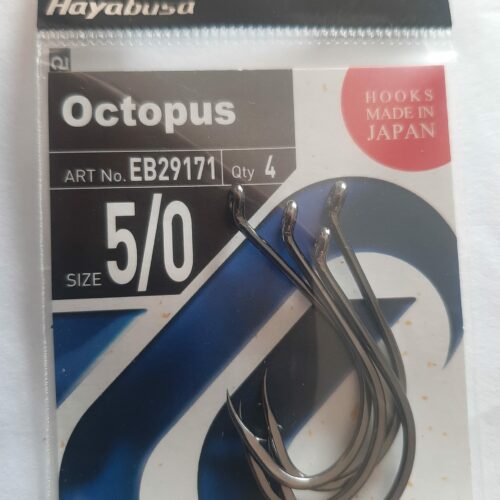 Hayabusa
Octopus
HOOKS
MADE IN
JAPAN
ART No. EB29171 Qty 4
SIZE 5/0